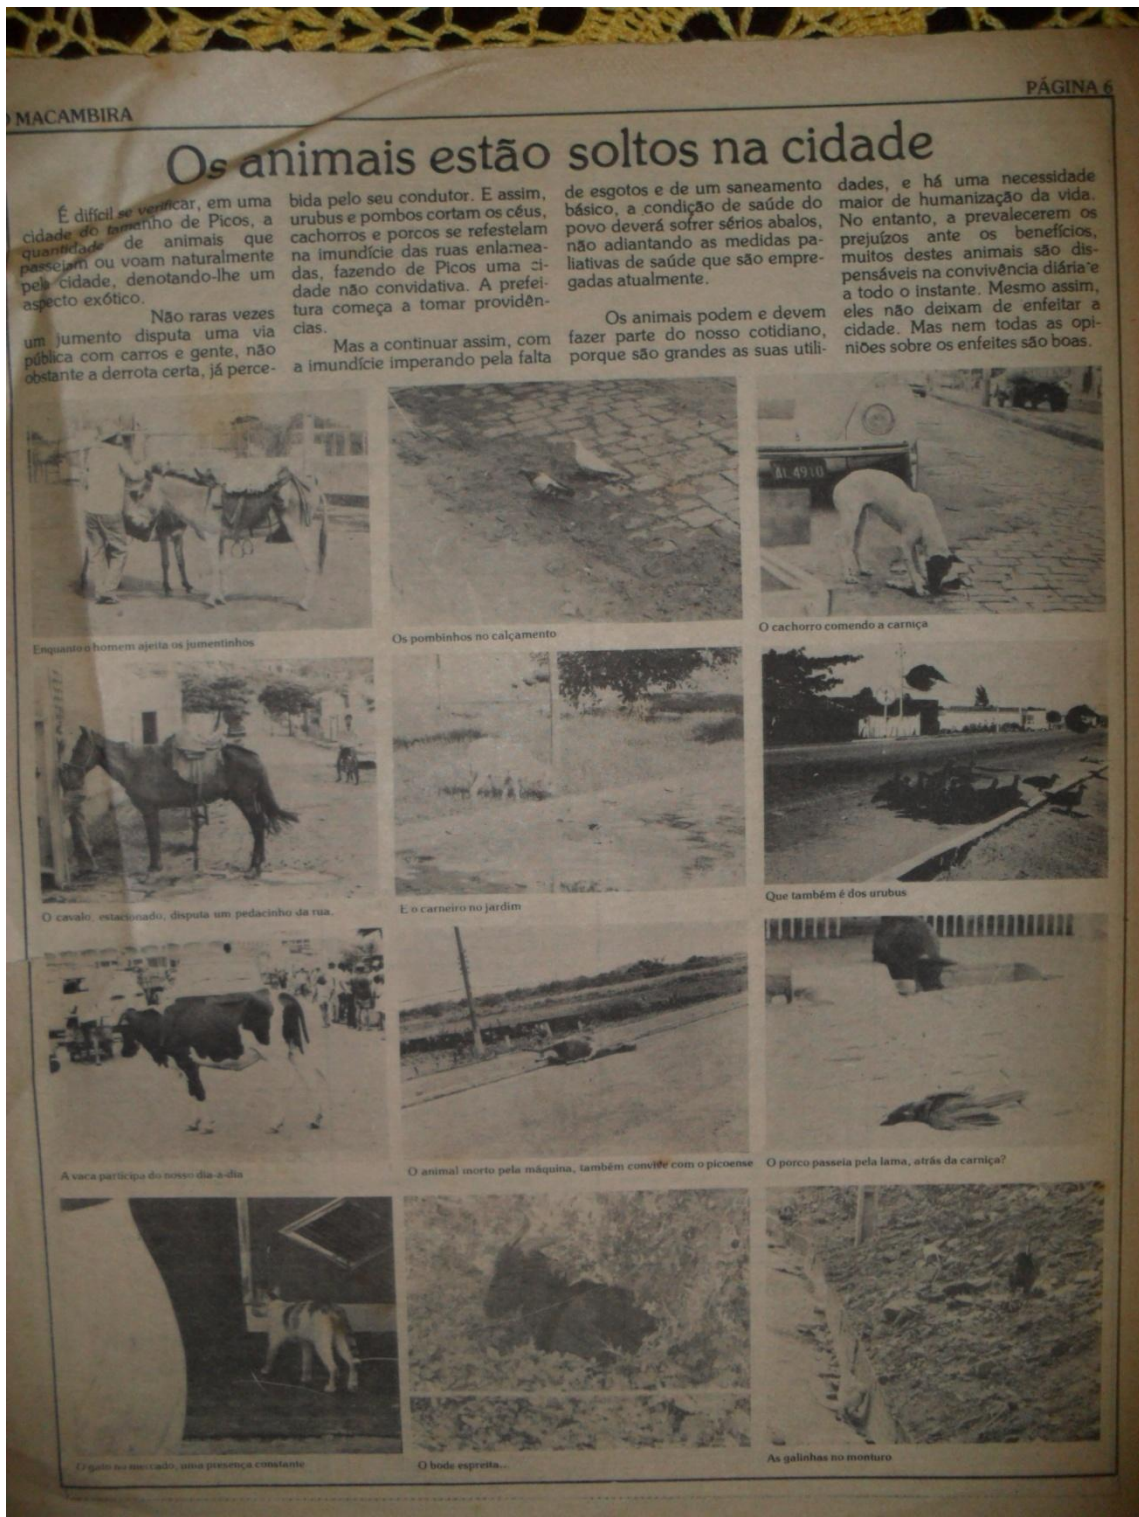 O MACAMBIRA
PÁGINA 6
Os animais estão soltos na cidade
É difícil se verificar, em uma
cidade do tamanho de Picos, a
quantidade de animais que
passeiam ou voam naturalmente
pela cidade, denotando-lhe um
aspecto exótico.
Não raras vezes
um jumento disputa uma via
pública com carros e gente, não
obstante a derrota certa, já perce-
bida pelo seu condutor. E assim,
urubus e pombos cortam os céus,
cachorros e porcos se refestelam
na imundície das ruas enlamea-
das, fazendo de Picos uma ci-
dade não convidativa. A prefei-
tura começa a tomar providên-
cias.
Mas a continuar assim, com
a imundície imperando pela falta
de esgotos e de um saneamento
básico, a condição de saúde do
povo deverá sofrer sérios abalos,
não adiantando as medidas pa-
liativas de saúde que são empre-
gadas atualmente.
Os animais podem e devem
fazer parte do nosso cotidiano,
porque são grandes as suas utili-
dades, e há uma necessidade
maior de humanização da vida.
No entanto, a prevalecerem os
prejuízos ante os benefícios,
muitos destes animais são dis-
pensáveis na convivência diária e
a todo o instante. Mesmo assim,
eles não deixam de enfeitar a
cidade. Mas nem todas as opi-
niões sobre os enfeites são boas.
AL 4910
Enquanto o homem ajeita os jumentinhos
Os pombinhos no calçamento
O cachorro comendo a carniça
O cavalo, estacionado, disputa um pedacinho da rua.
E o carneiro no jardim
Que também é dos urubus
A vaca participa do nosso dia-a-dia
O animal morto pela máquina, também convive com o picoense
O porco passeia pela lama, atrás da carniça?
O gato no mercado, uma presença constante
O bode espreita...
As galinhas no monturo